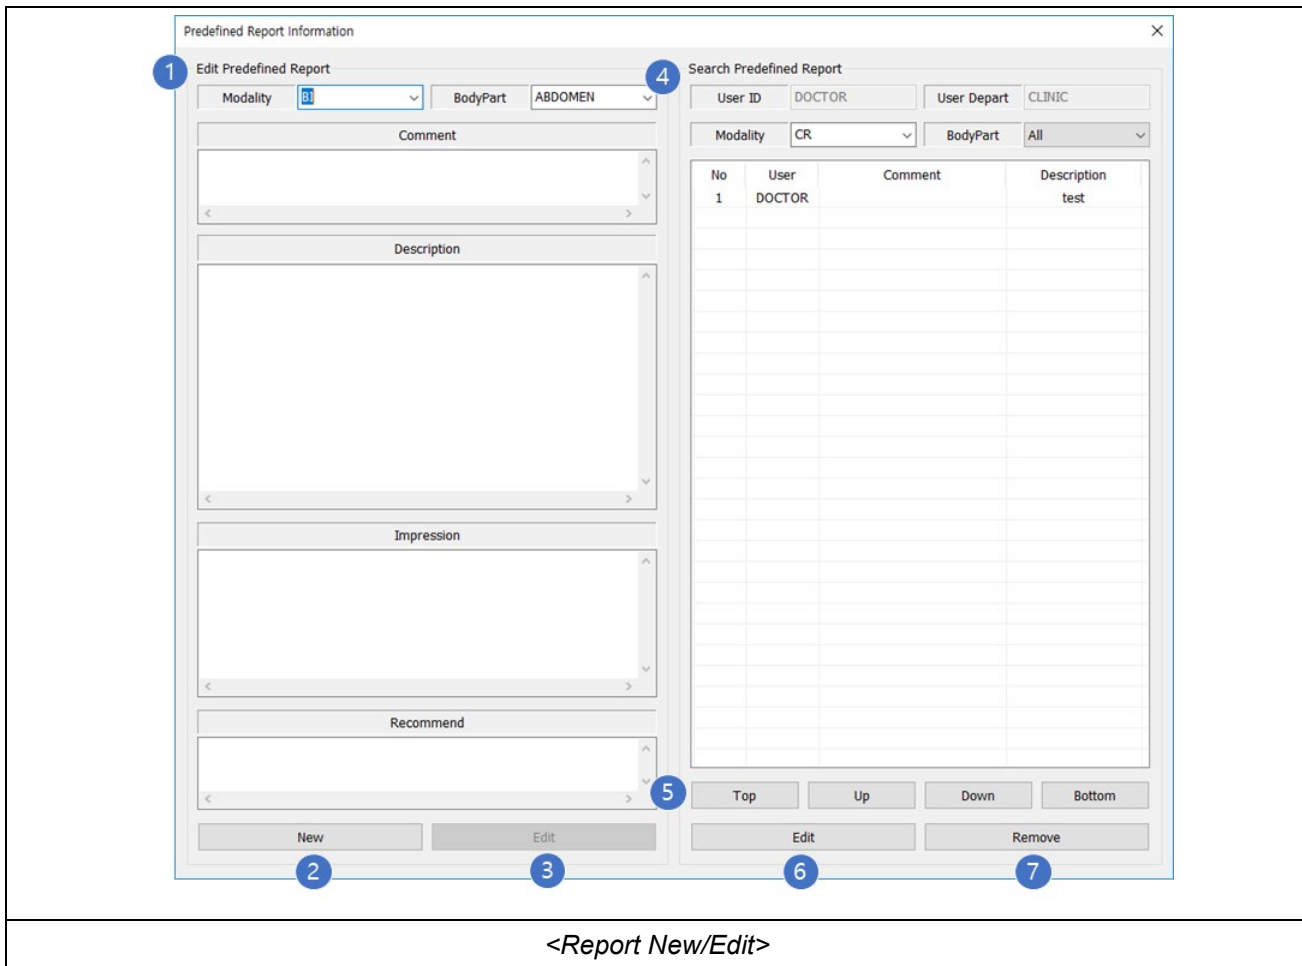 Predefined Report Information
1 Edit Predefined Report
Modality BI BodyPart ABDOMEN
Comment
Description
Impression
Recommend
New Edit
2 3
4 Search Predefined Report
User ID DOCTOR User Depart CLINIC
Modality CR BodyPart All
No User Comment Description
1 DOCTOR test
5 Top Up Down Bottom
Edit Remove
6 7
<Report New/Edit>